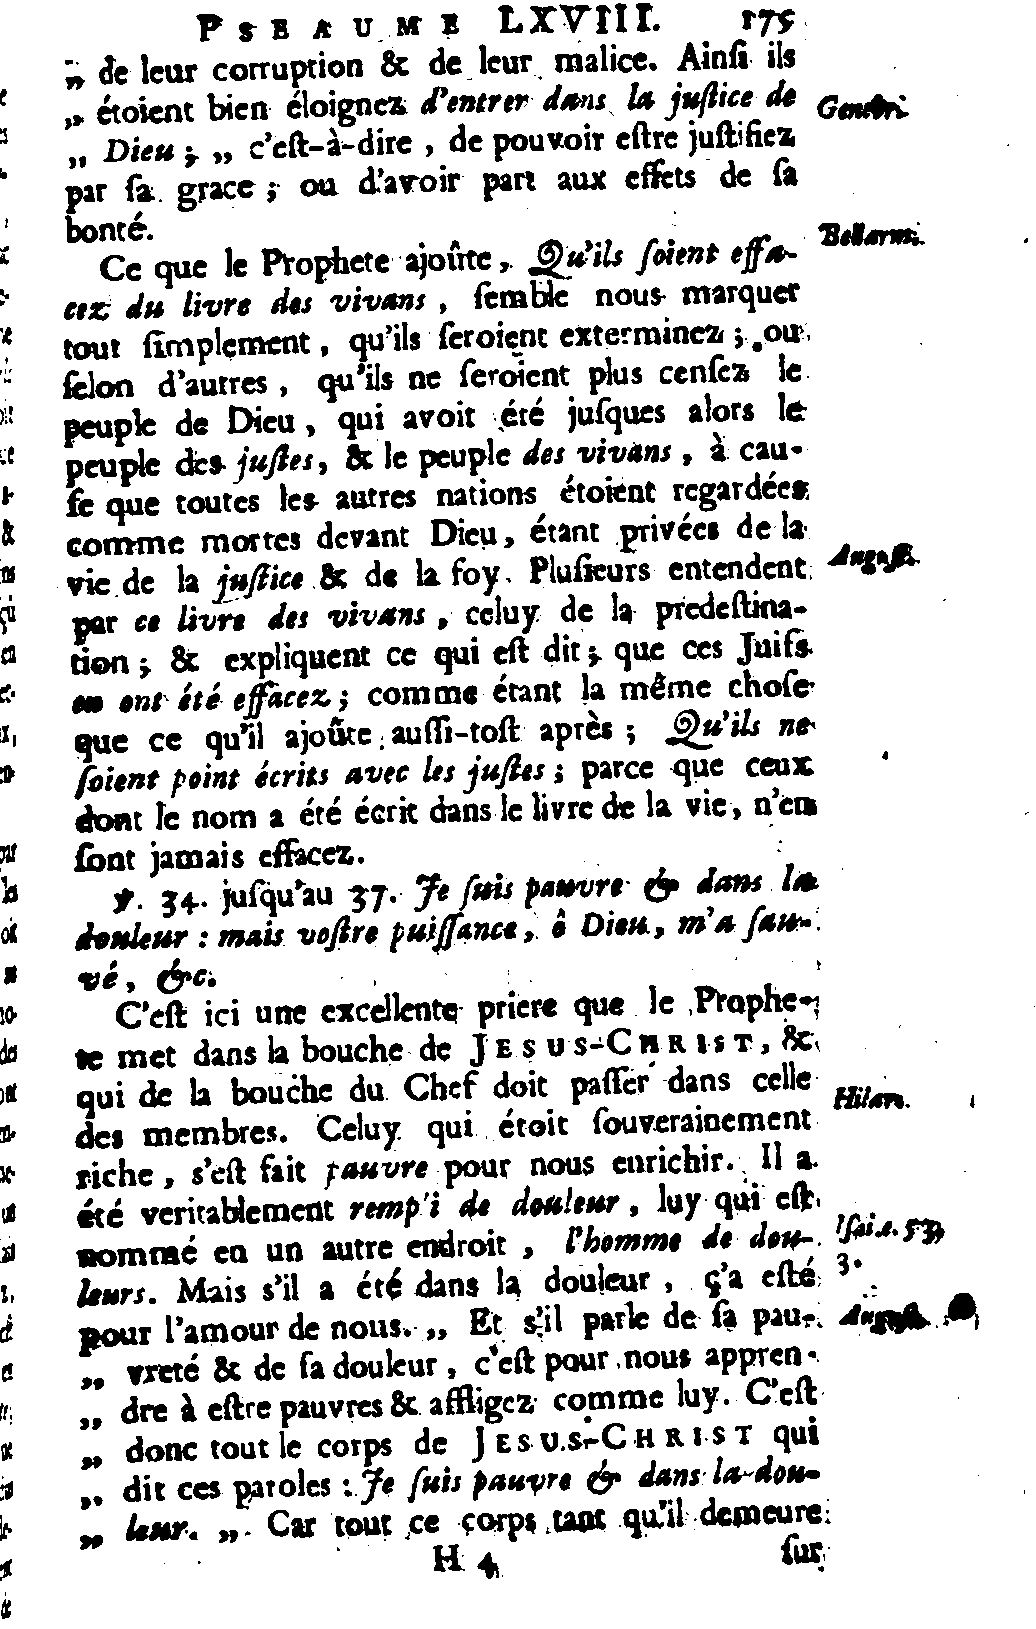 PSEAUME LXVIII. 175
„ de leur corruption & de leur malice. Ainſi ils
„ étoient bien éloignez d'entrer dans la juſtice de
„ Dieu ; „ c'eſt-à-dire, de pouvoir eſtre juſtifiez
par ſa grace ; ou d'avoir part aux effets de ſa
bonté.
Bellarm.
Ce que le Prophete ajoûte, Qu'ils ſoient effa-
cez du livre des vivans, ſemble nous marquer
tout ſimplement, qu'ils ſeroient exterminez ; ou
ſelon d'autres, qu'ils ne ſeroient plus cenſez le
peuple de Dieu, qui avoit été juſques alors le
peuple des juſtes, & le peuple des vivans, à cau-
ſe que toutes les autres nations étoient regardées
comme mortes devant Dieu, étant privées de la
August.
vie de la juſtice & de la foy. Pluſieurs entendent
par ce livre des vivans, celuy de la predeſtina-
tion ; & expliquent ce qui eſt dit ; que ces Juifs
en ont été effacez ; comme étant la même choſe
que ce qu'il ajoûte auſſi-toſt après ; Qu'ils ne
ſoient point écrits avec les juſtes ; parce que ceux
dont le nom a été écrit dans le livre de la vie, n'en
ſont jamais effacez.
℣. 34. juſqu'au 37. Je ſuis pauvre & dans la
douleur : mais voſtre puiſſance, ô Dieu, m'a ſau-
vé, &c.
C'eſt ici une excellente priere que le Prophe-
te met dans la bouche de JESUS-CHRIST, &
qui de la bouche du Chef doit paſſer dans celle
Hilar.
des membres. Celuy qui étoit ſouverainement
riche, s'eſt fait pauvre pour nous enrichir. Il a
été veritablement rempli de douleur, luy qui eſt
Iſai. c. 53,
nommé en un autre endroit, l'homme de dou-
3.
leurs. Mais s'il a été dans la douleur, ç'a eſté
August.
pour l'amour de nous. „ Et s'il parle de ſa pau-
„ vreté & de ſa douleur, c'eſt pour nous appren-
„ dre à eſtre pauvres & affligez comme luy. C'eſt
„ donc tout le corps de JESUS-CHRIST qui
„ dit ces paroles : Je ſuis pauvre & dans la dou-
„ leur. „ Car tout ce corps tant qu'il demeure
H 4 ſur